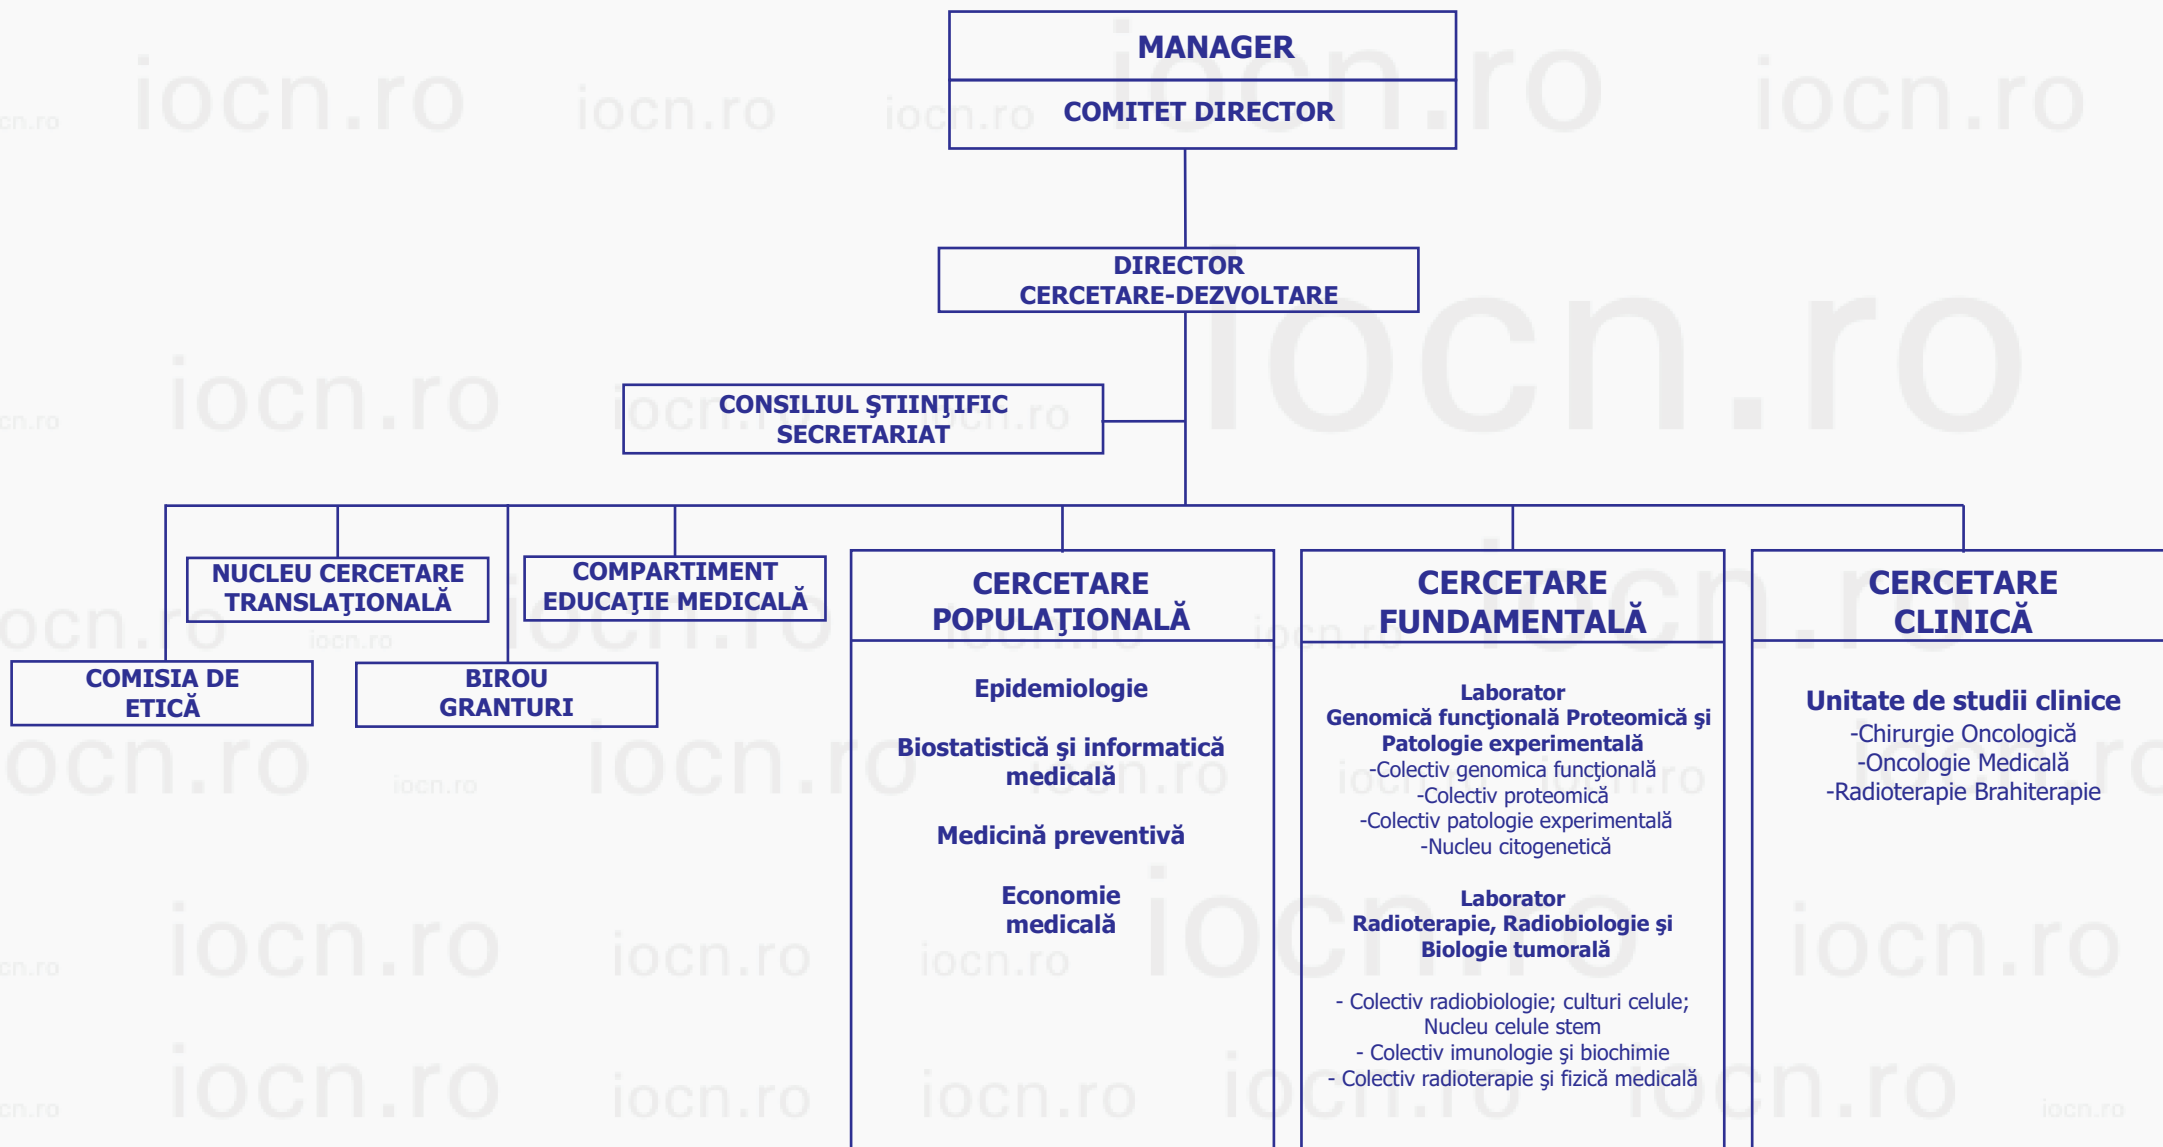 MANAGER
COMITET DIRECTOR
DIRECTOR
CERCETARE-DEZVOLTARE
CONSILIUL ŞTIINŢIFIC
SECRETARIAT
NUCLEU CERCETARE
TRANSLAŢIONALĂ
COMPARTIMENT
EDUCAŢIE MEDICALĂ
COMISIA DE
ETICĂ
BIROU
GRANTURI
CERCETARE
POPULAŢIONALĂ
Epidemiologie
Biostatistică şi informatică
medicală
Medicină preventivă
Economie
medicală
CERCETARE
FUNDAMENTALĂ
Laborator
Genomică funcţională Proteomică şi
Patologie experimentală
-Colectiv genomica funcţională
-Colectiv proteomică
-Colectiv patologie experimentală
-Nucleu citogenetică
Laborator
Radioterapie, Radiobiologie şi
Biologie tumorală
- Colectiv radiobiologie; culturi celule;
Nucleu celule stem
- Colectiv imunologie şi biochimie
- Colectiv radioterapie şi fizică medicală
CERCETARE
CLINICĂ
Unitate de studii clinice
-Chirurgie Oncologică
-Oncologie Medicală
-Radioterapie Brahiterapie
iocn.ro